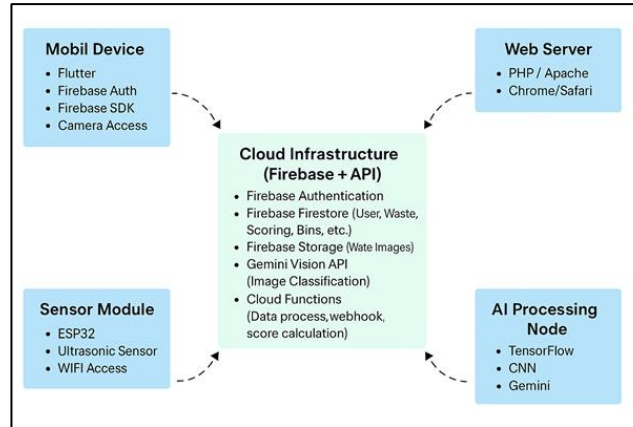 Mobil Device
• Flutter
• Firebase Auth
• Firebase SDK
• Camera Access
Web Server
• PHP / Apache
• Chrome/Safari
Cloud Infrastructure
(Firebase + API)
• Firebase Authentication
• Firebase Firestore (User, Waste,
Scoring, Bins, etc.)
• Firebase Storage (Wate Images)
• Gemini Vision API
(Image Classification)
• Cloud Functions
(Data process, webhook,
score calculation)
Sensor Module
• ESP32
• Ultrasonic Sensor
• WIFI Access
AI Processing
Node
• TensorFlow
• CNN
• Gemini